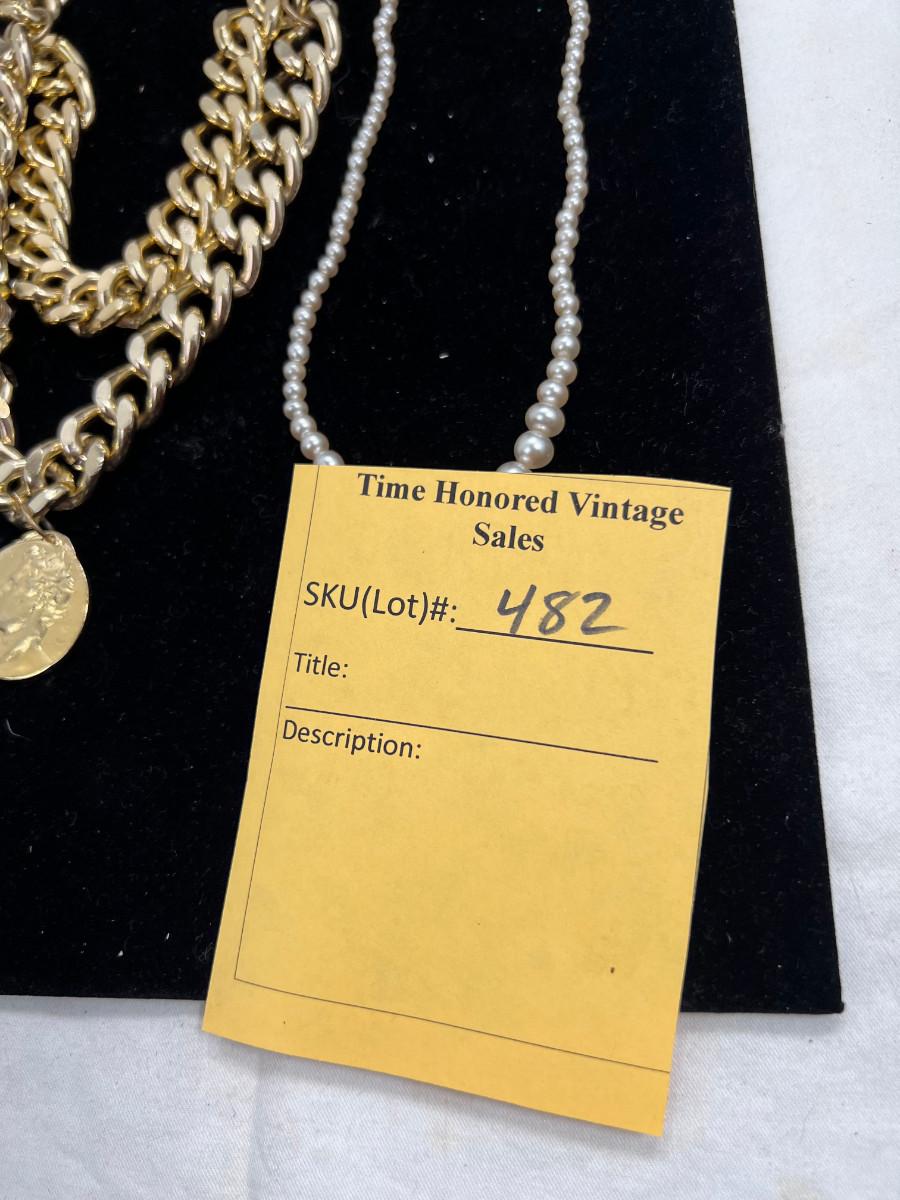 Time Honored Vintage
Sales
SKU(Lot)#: 482
Title:
Description: